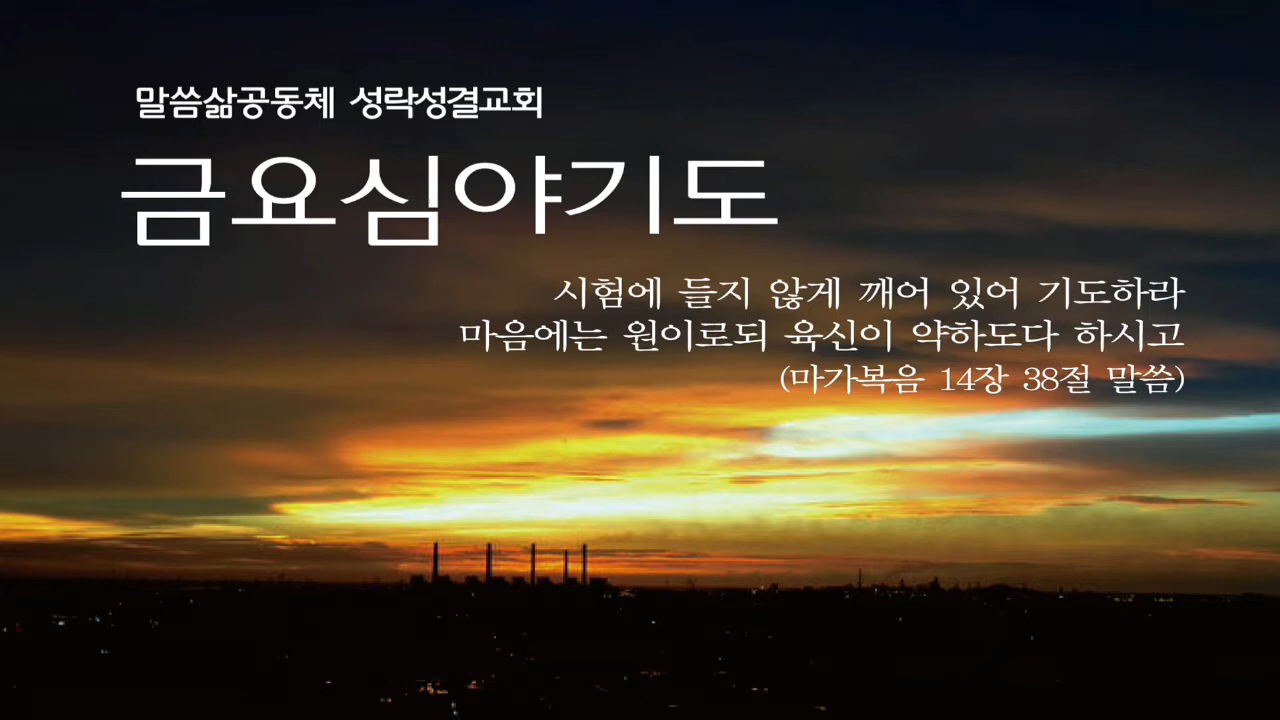 말씀삶공동체 성락성결교회
금요심야기도
시험에 들지 않게 깨어 있어 기도하라
마음에는 원이로되 육신이 약하도다 하시고
(마가복음 14장 38절 말씀)